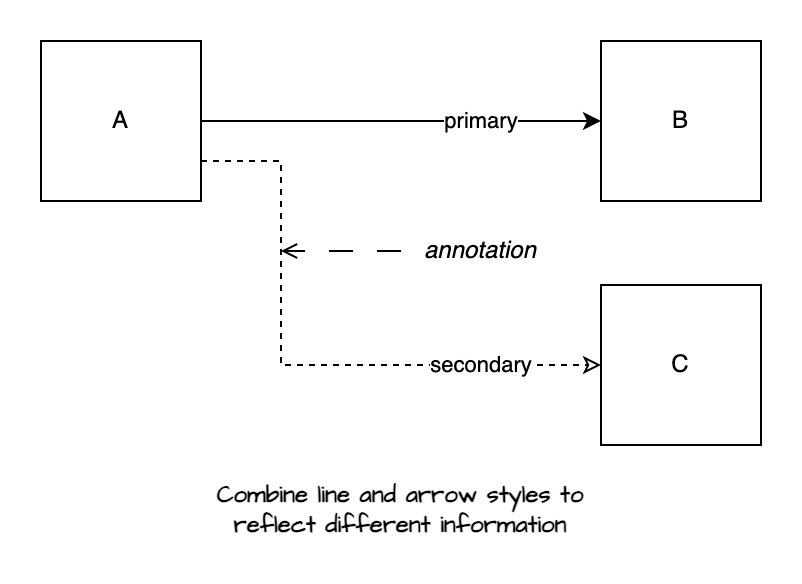 A
primary
B
annotation
secondary
C
Combine line and arrow styles to
reflect different information